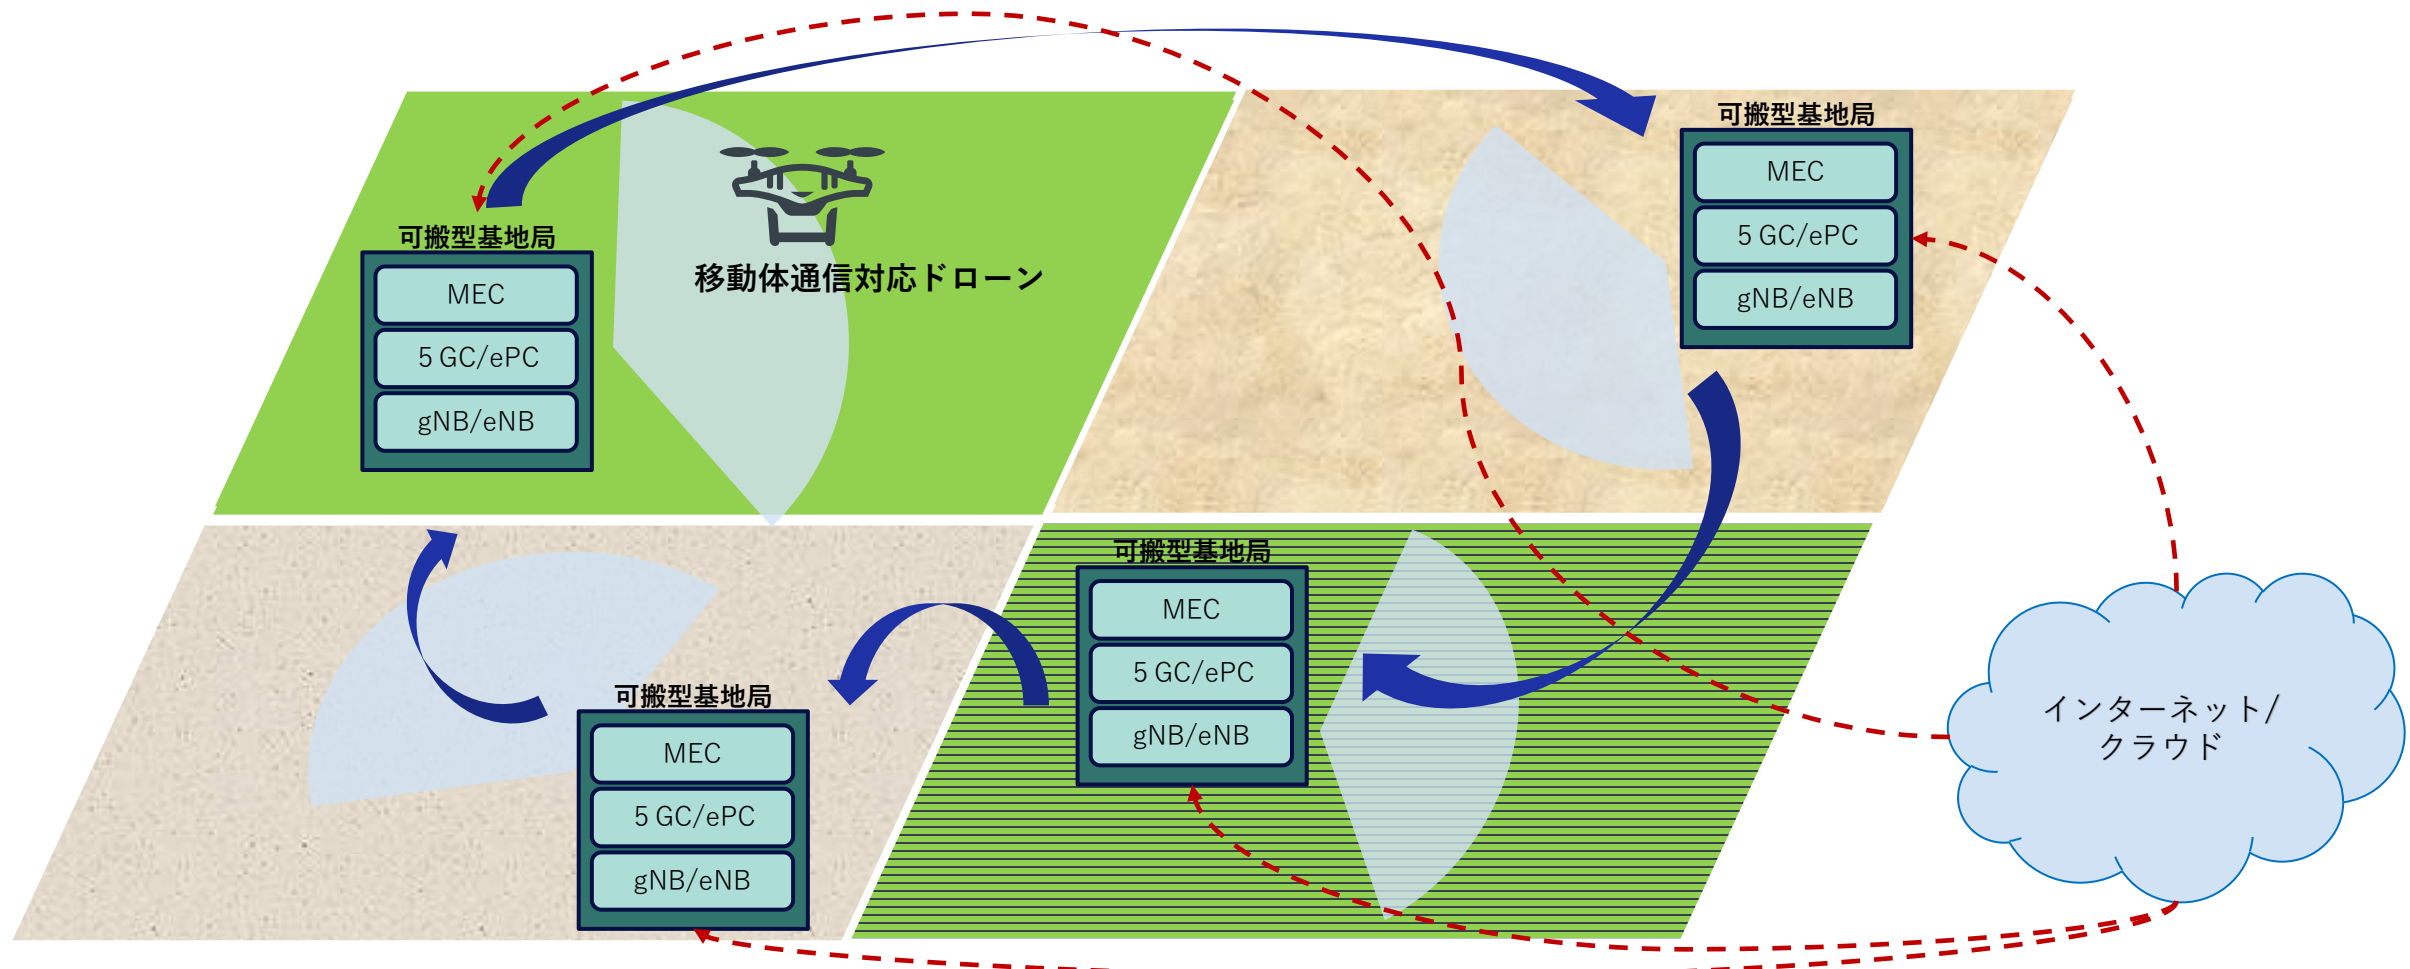 可搬型基地局
MEC
5 GC/ePC
gNB/eNB
移動体通信対応ドローン
可搬型基地局
MEC
5 GC/ePC
gNB/eNB
可搬型基地局
MEC
5 GC/ePC
gNB/eNB
可搬型基地局
MEC
5 GC/ePC
gNB/eNB
インターネット/
クラウド